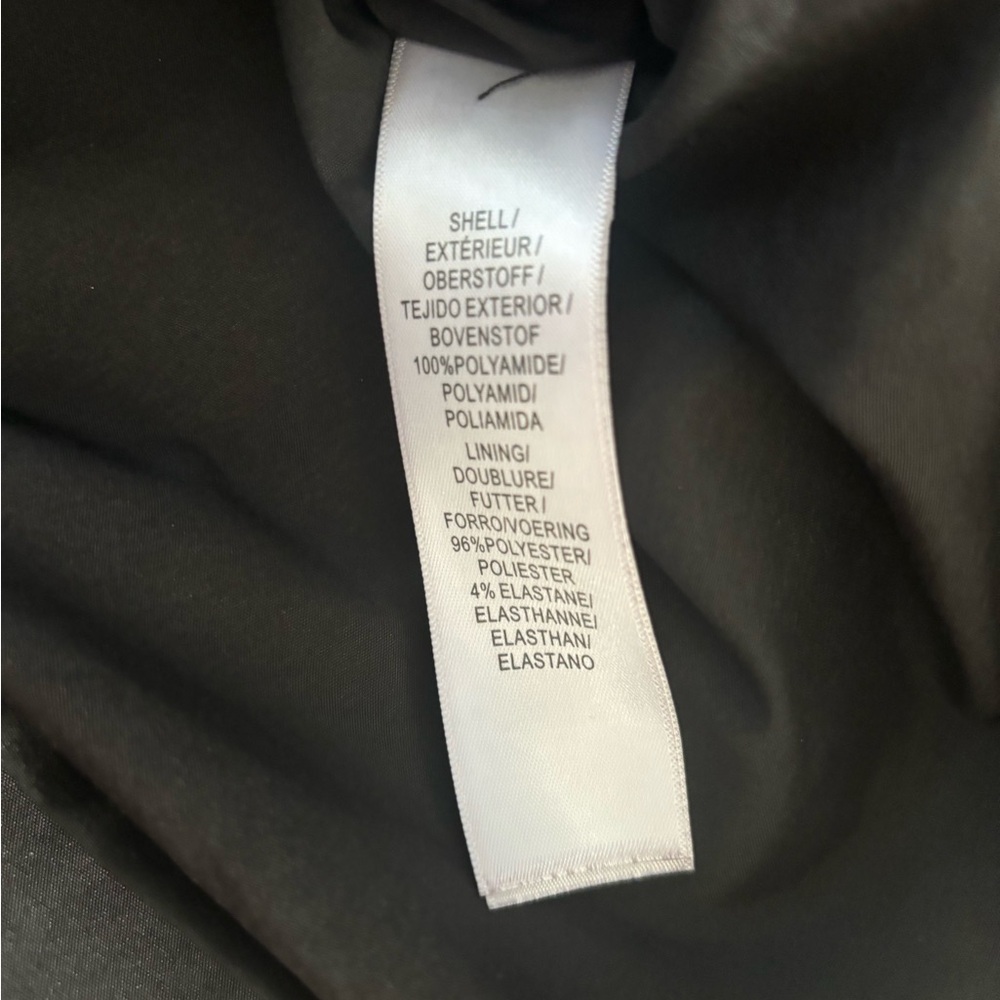 SHELL/
EXTÉRIEUR/
OBERSTOFF/
TEJIDO EXTERIOR/
BOVENSTOF
100%POLYAMIDE/
POLYAMID/
POLIAMIDA
LINING/
DOUBLURE/
FUTTER/
FORRO/VOERING
96%POLYESTER/
POLIESTER
4% ELASTANE/
ELASTHANNE/
ELASTHAN/
ELASTANO